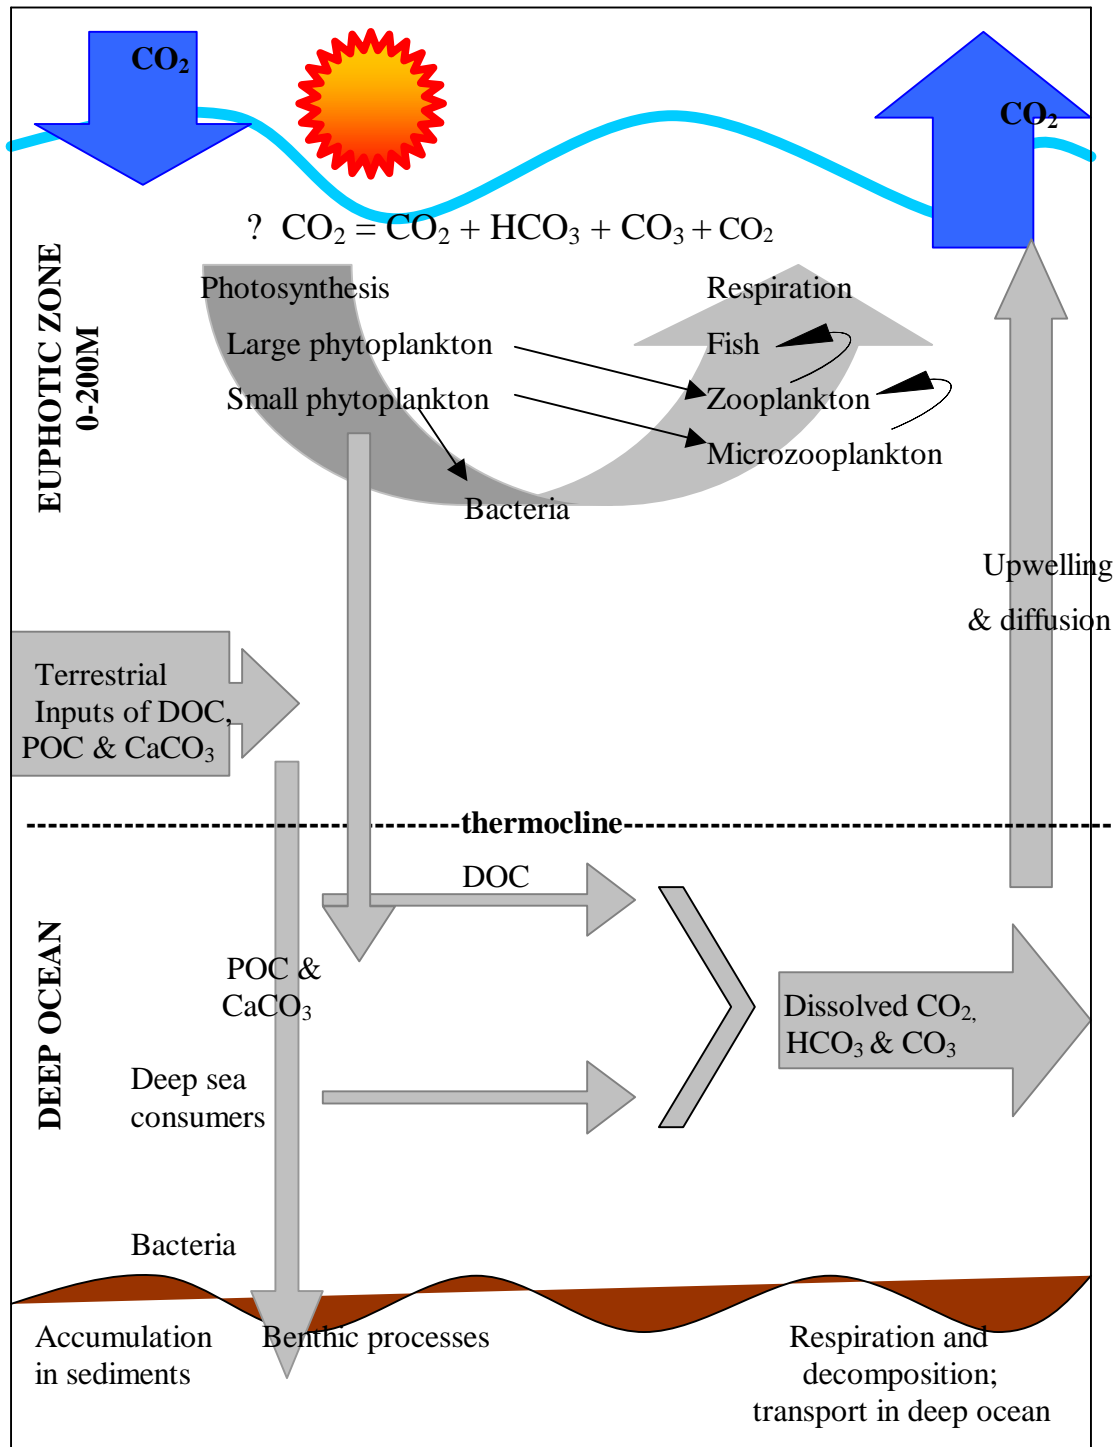 CO₂
CO₂
? CO₂ = CO₂ + HCO₃ + CO₃ + CO₂
EUPHOTIC ZONE
0-200M
Photosynthesis
Respiration
Large phytoplankton
Fish
Small phytoplankton
Zooplankton
Microzooplankton
Bacteria
Upwelling
& diffusion
Terrestrial
Inputs of DOC,
POC & CaCO₃
thermocline
DEEP OCEAN
DOC
POC &
CaCO₃
Dissolved CO₂,
HCO₃ & CO₃
Deep sea
consumers
Bacteria
Accumulation
in sediments
Benthic processes
Respiration and
decomposition;
transport in deep ocean